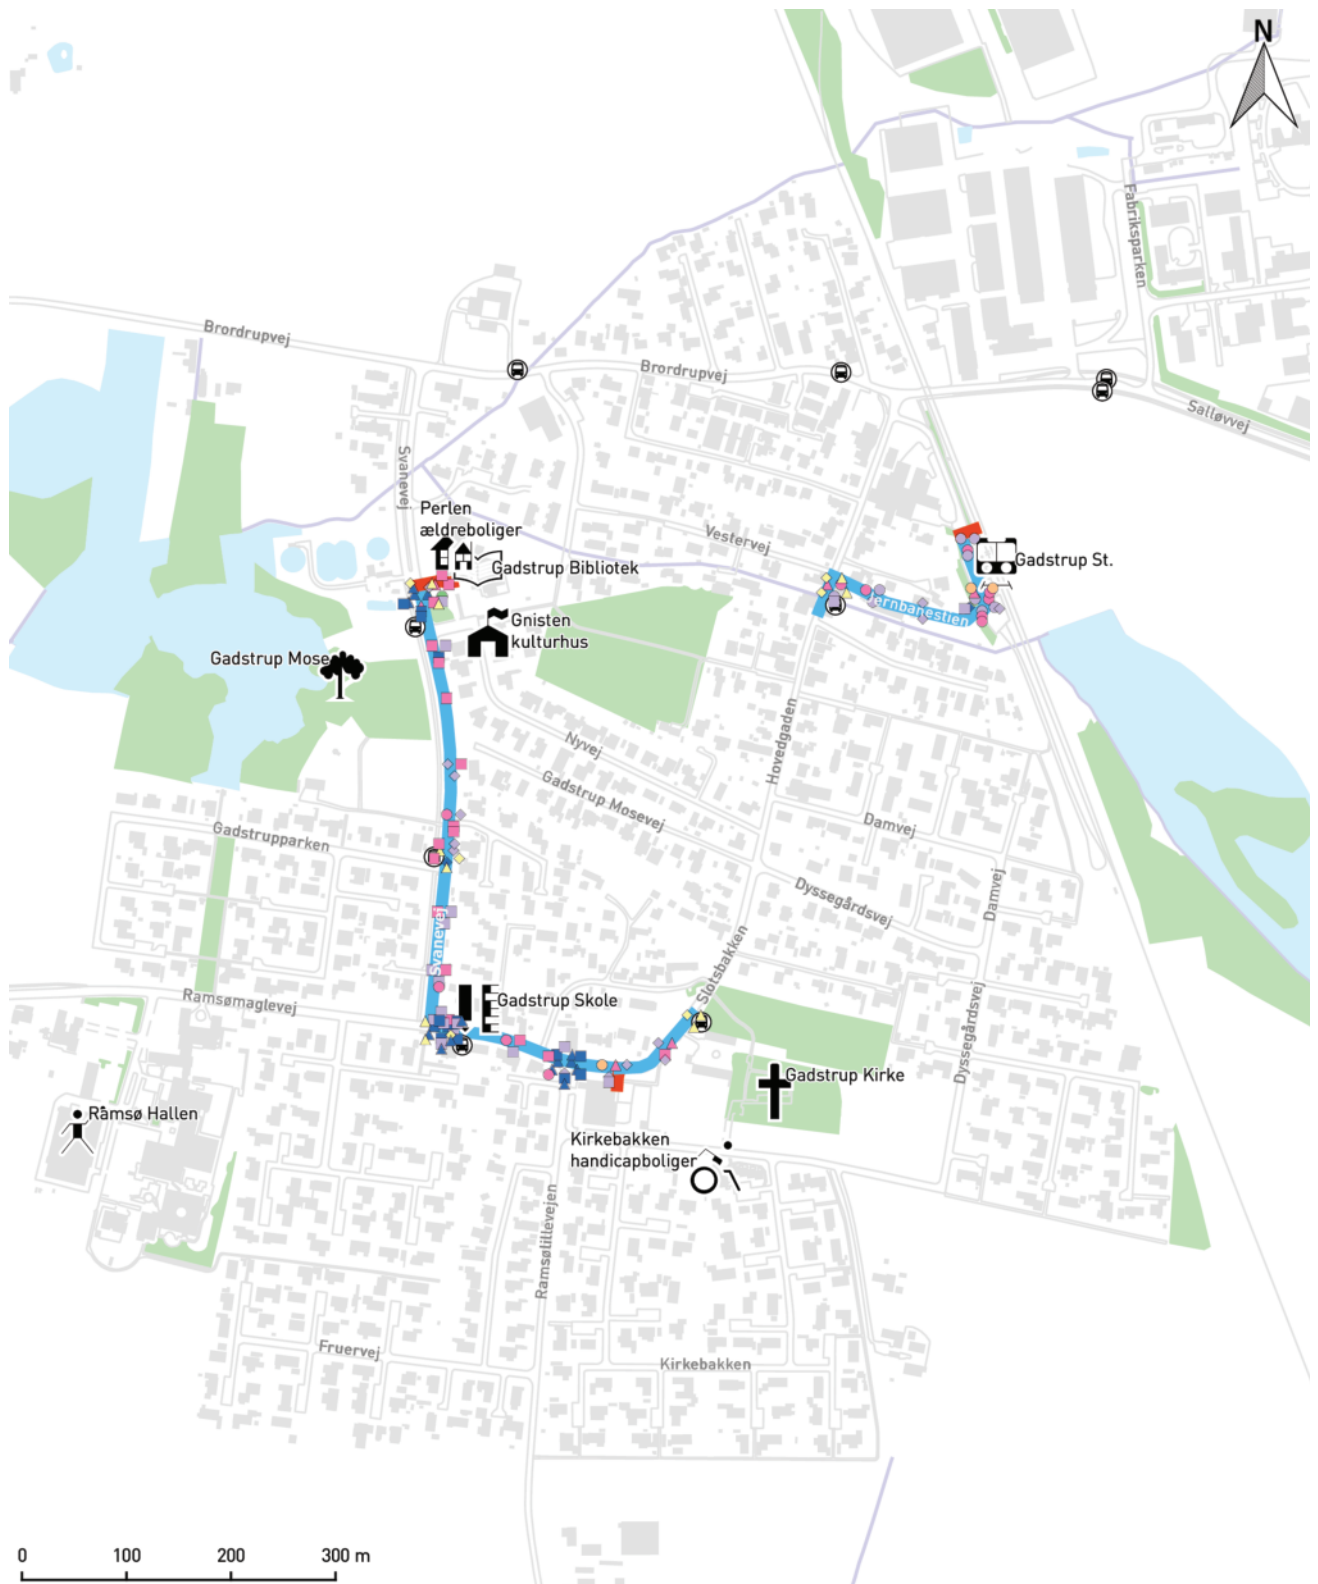 N
Fabriksparken
Brordrupvej
Brordrupvej
Salløvvej
Svanevej
Perlen
ældreboliger
Vestervej
Gadstrup St.
Gadstrup Bibliotek
Jernbanestien
Gnisten
kulturhus
Gadstrup Mose
Nyvej
Hovedgaden
Gadstrup Mosevej
Gadstrupparken
Damvej
Damvej
Dyssegårdsvej
Svanevej
Slotsbakken
Ramsømaglevej
Gadstrup Skole
Dyssegårdsvej
Gadstrup Kirke
Ramsø Hallen
Kirkebakken
handicapboliger
Ramsølillevejen
Fruervej
Kirkebakken
0 100 200 300 m